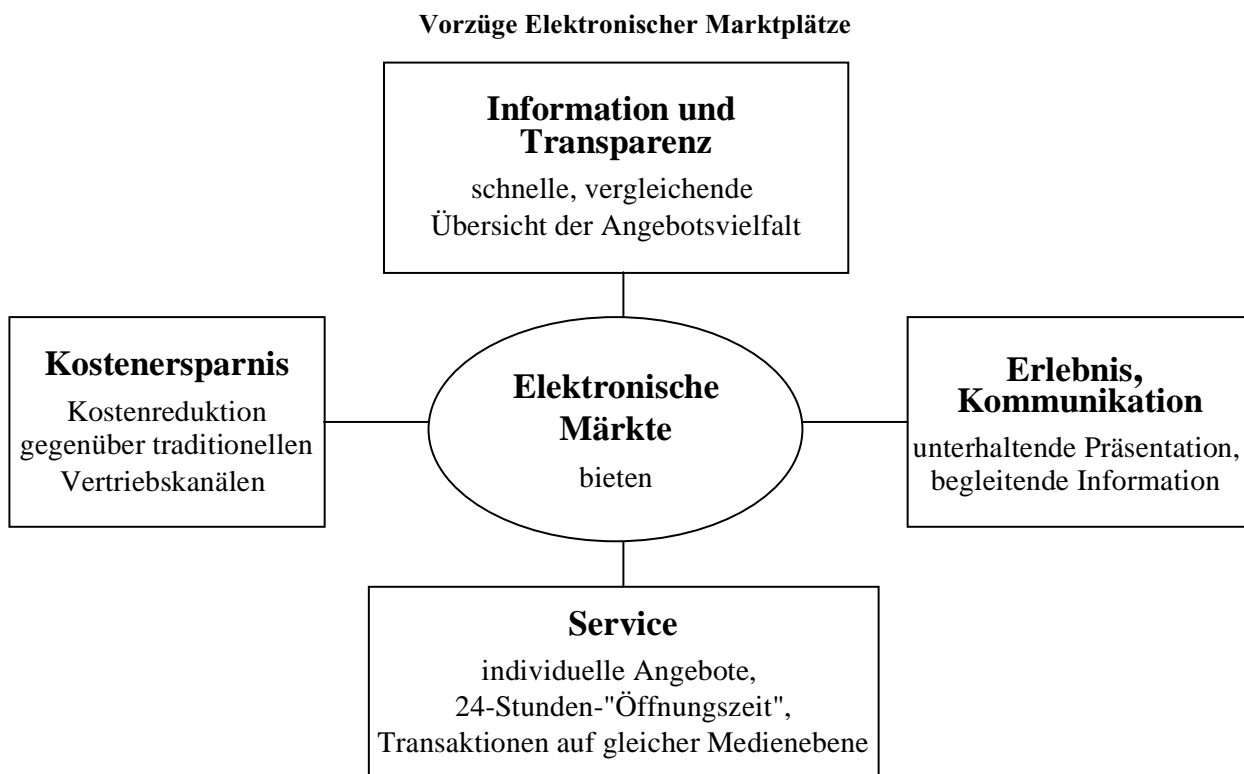 Vorzüge Elektronischer Marktplätze
Information und
Transparenz
schnelle, vergleichende
Übersicht der Angebotsvielfalt
Kostenersparnis
Kostenreduktion
gegenüber traditionellen
Vertriebskanälen
Elektronische
Märkte
bieten
Erlebnis,
Kommunikation
unterhaltende Präsentation,
begleitende Information
Service
individuelle Angebote,
24-Stunden-"Öffnungszeit",
Transaktionen auf gleicher Medienebene